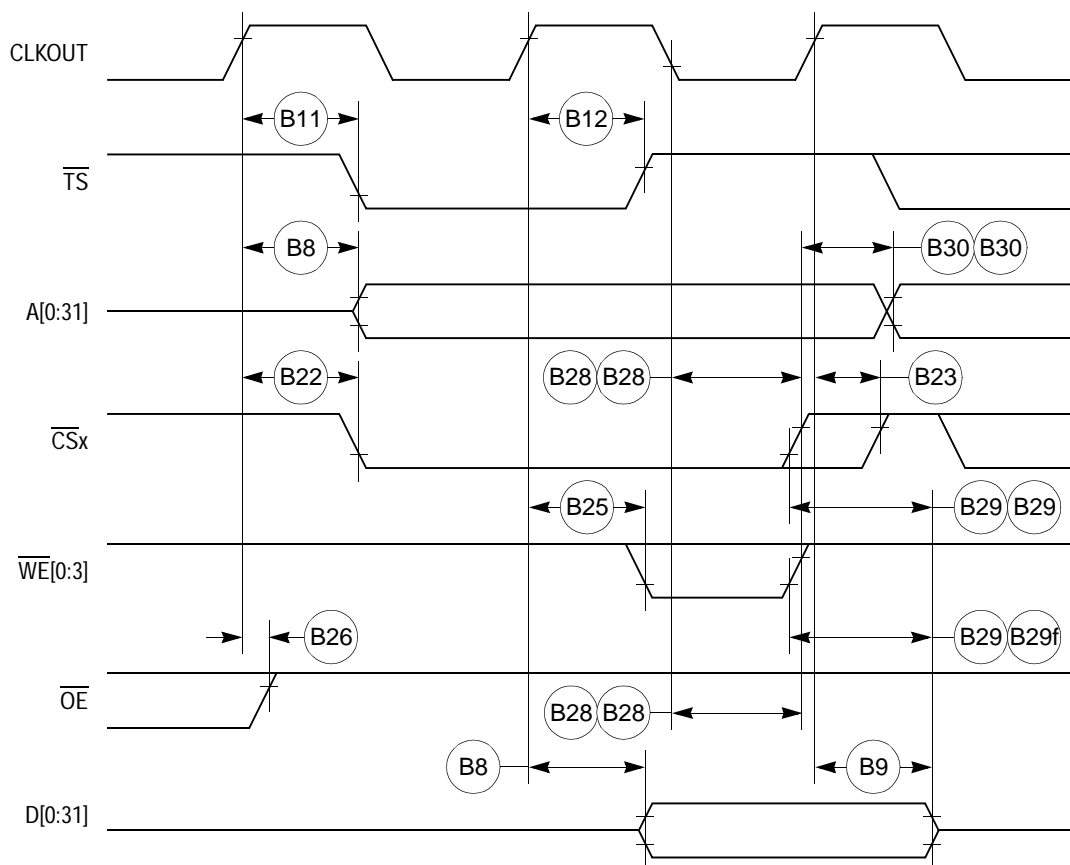 CLKOUT
B11
B12
TS
B8
B30 B30
A[0:31]
B22
B28 B28
B23
CSx
B25
B29 B29
WE[0:3]
B26
B29 B29f
OE
B28 B28
B8
B9
D[0:31]